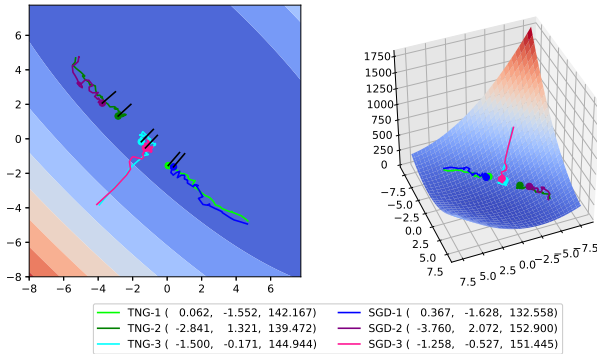 6
4
2
0
−2
−4
−6
−8
−8 −6 −4 −2 0 2 4 6
1750
1500
1250
1000
750
500
250
0
−7.5
−5.0
−2.5
0.0
2.5
5.0
7.5
7.5 5.0 2.5 0.0 −2.5 −5.0 −7.5
TNG-1 ( 0.062, -1.552, 142.167)
TNG-2 ( -2.841, 1.321, 139.472)
TNG-3 ( -1.500, -0.171, 144.944)
SGD-1 ( 0.367, -1.628, 132.558)
SGD-2 ( -3.760, 2.072, 152.900)
SGD-3 ( -1.258, -0.527, 151.445)